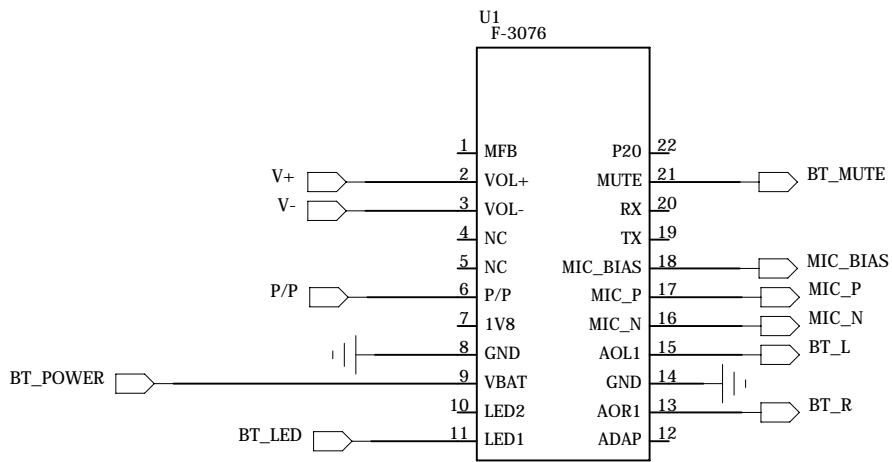 U1
F-3076
1 MFB P20 22
V+ 2 VOL+ MUTE 21 BT_MUTE
V- 3 VOL- RX 20
4 NC TX 19
5 NC MIC_BIAS 18 MIC_BIAS
P/P 6 P/P MIC_P 17 MIC_P
7 1V8 MIC_N 16 MIC_N
8 GND AOL1 15 BT_L
BT_POWER 9 VBAT GND 14
10 LED2 AOR1 13 BT_R
BT_LED 11 LED1 ADAP 12